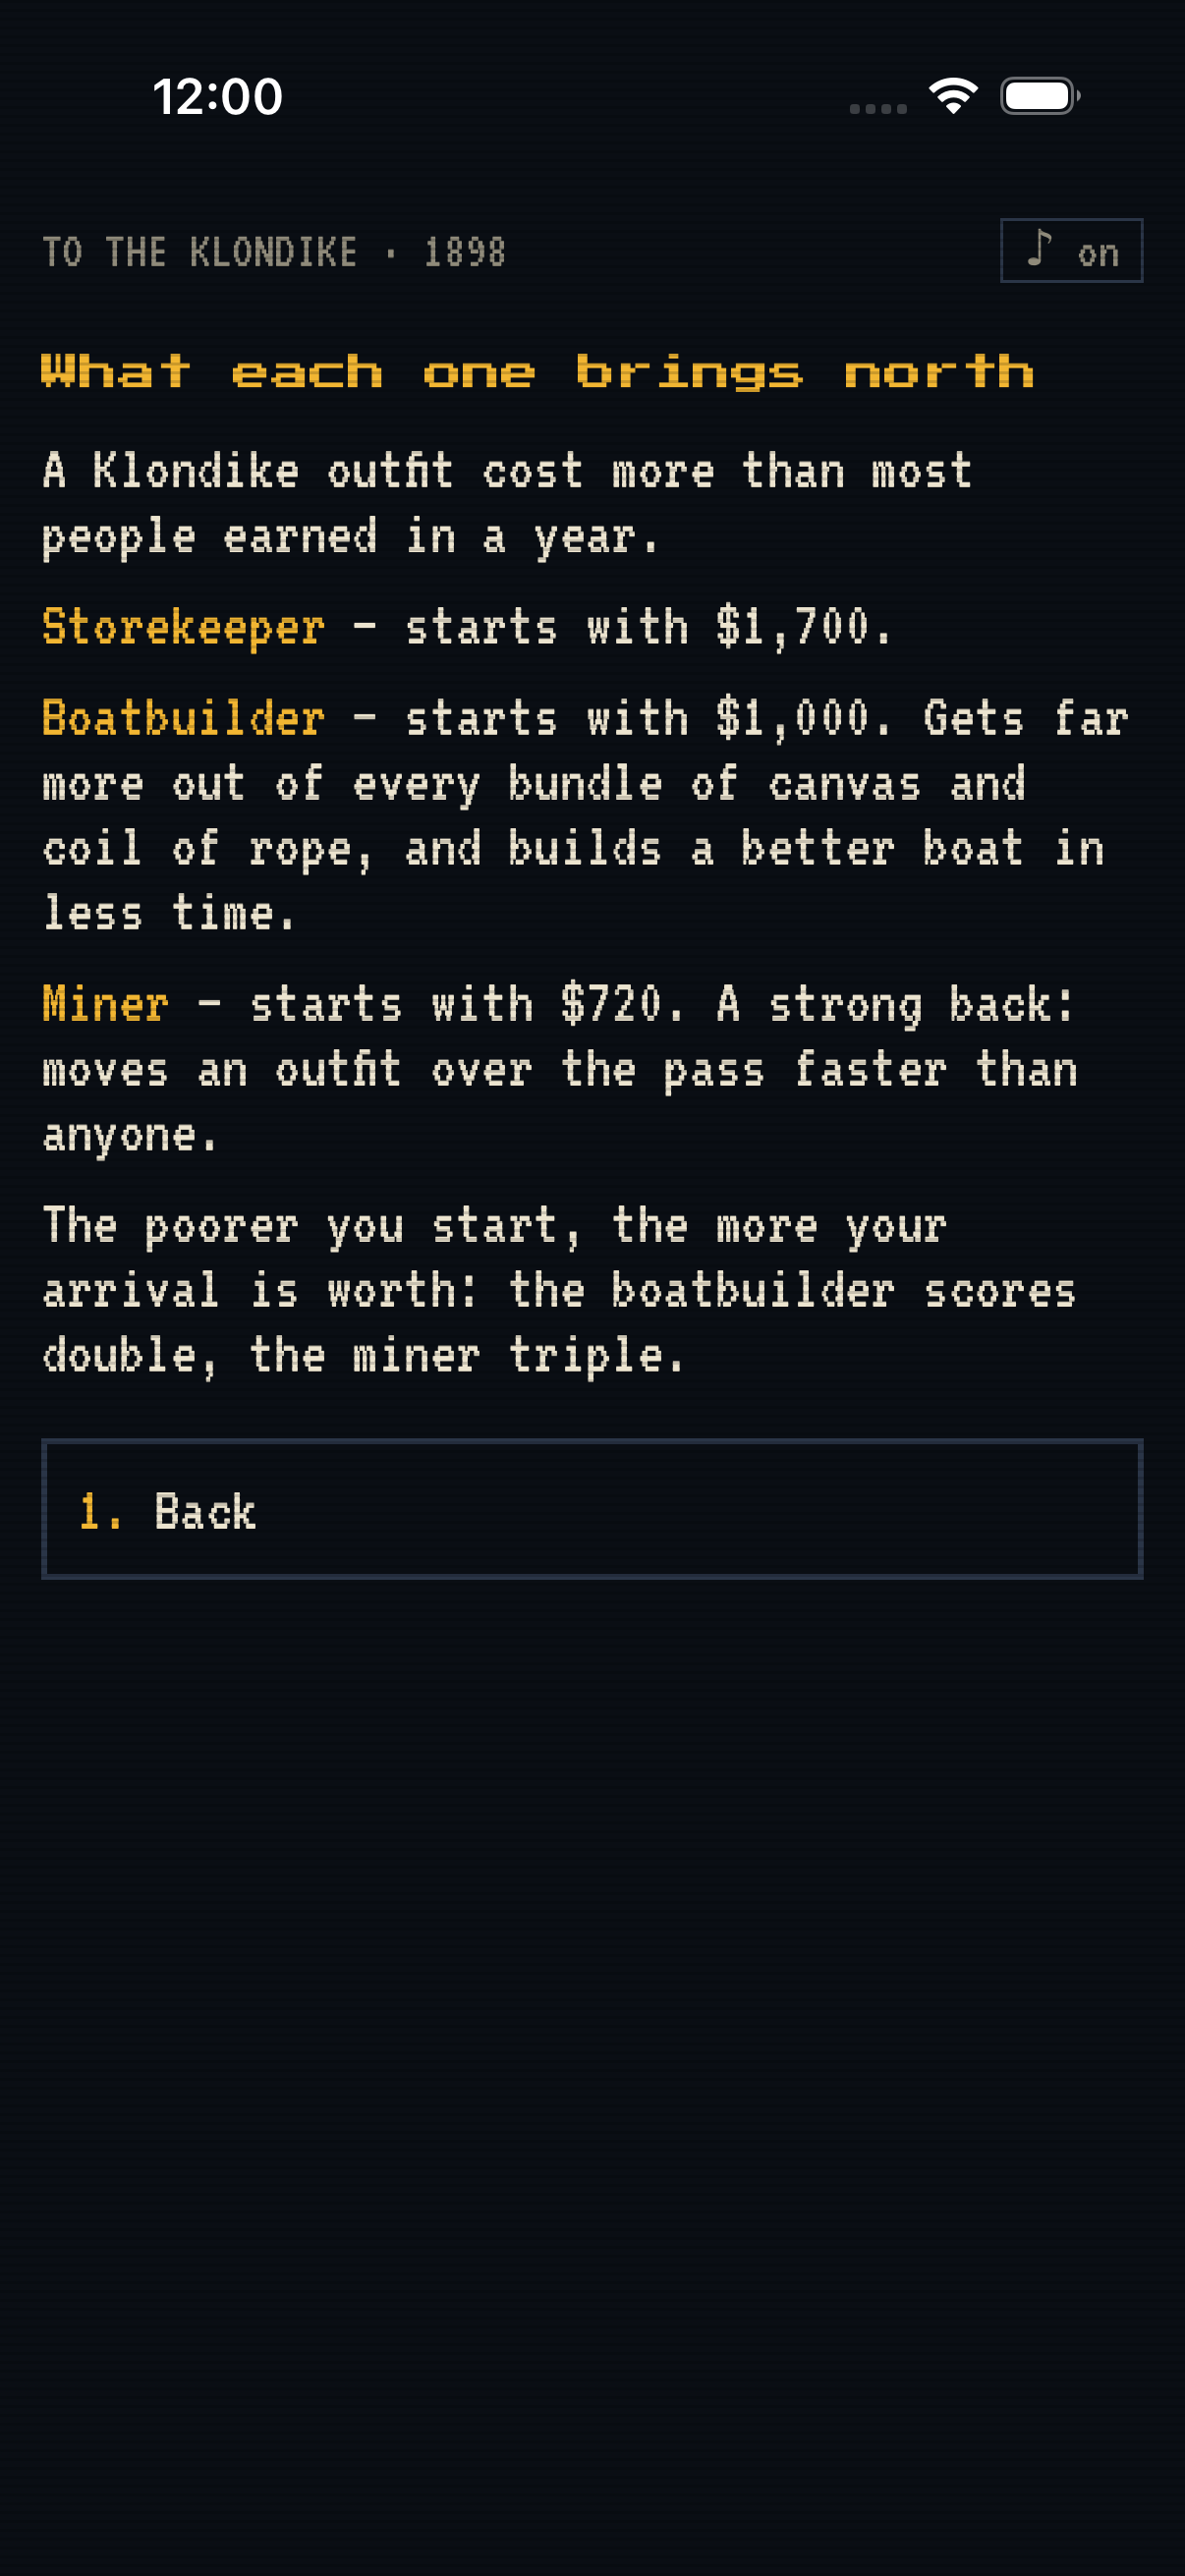 12:00
TO THE KLONDIKE · 1898
♪ on
What each one brings north
A Klondike outfit cost more than most
people earned in a year.
Storekeeper – starts with $1,700.
Boatbuilder – starts with $1,000. Gets far
more out of every bundle of canvas and
coil of rope, and builds a better boat in
less time.
Miner – starts with $720. A strong back:
moves an outfit over the pass faster than
anyone.
The poorer you start, the more your
arrival is worth: the boatbuilder scores
double, the miner triple.
1. Back